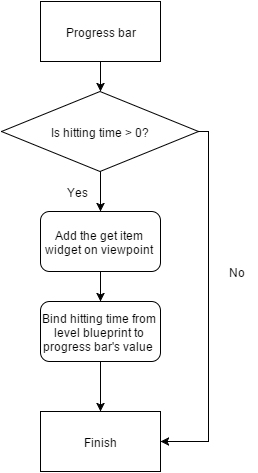 Progress bar
Is hitting time > 0?
Yes
Add the get item
widget on viewpoint
No
Bind hitting time from
level blueprint to
progress bar's value
Finish